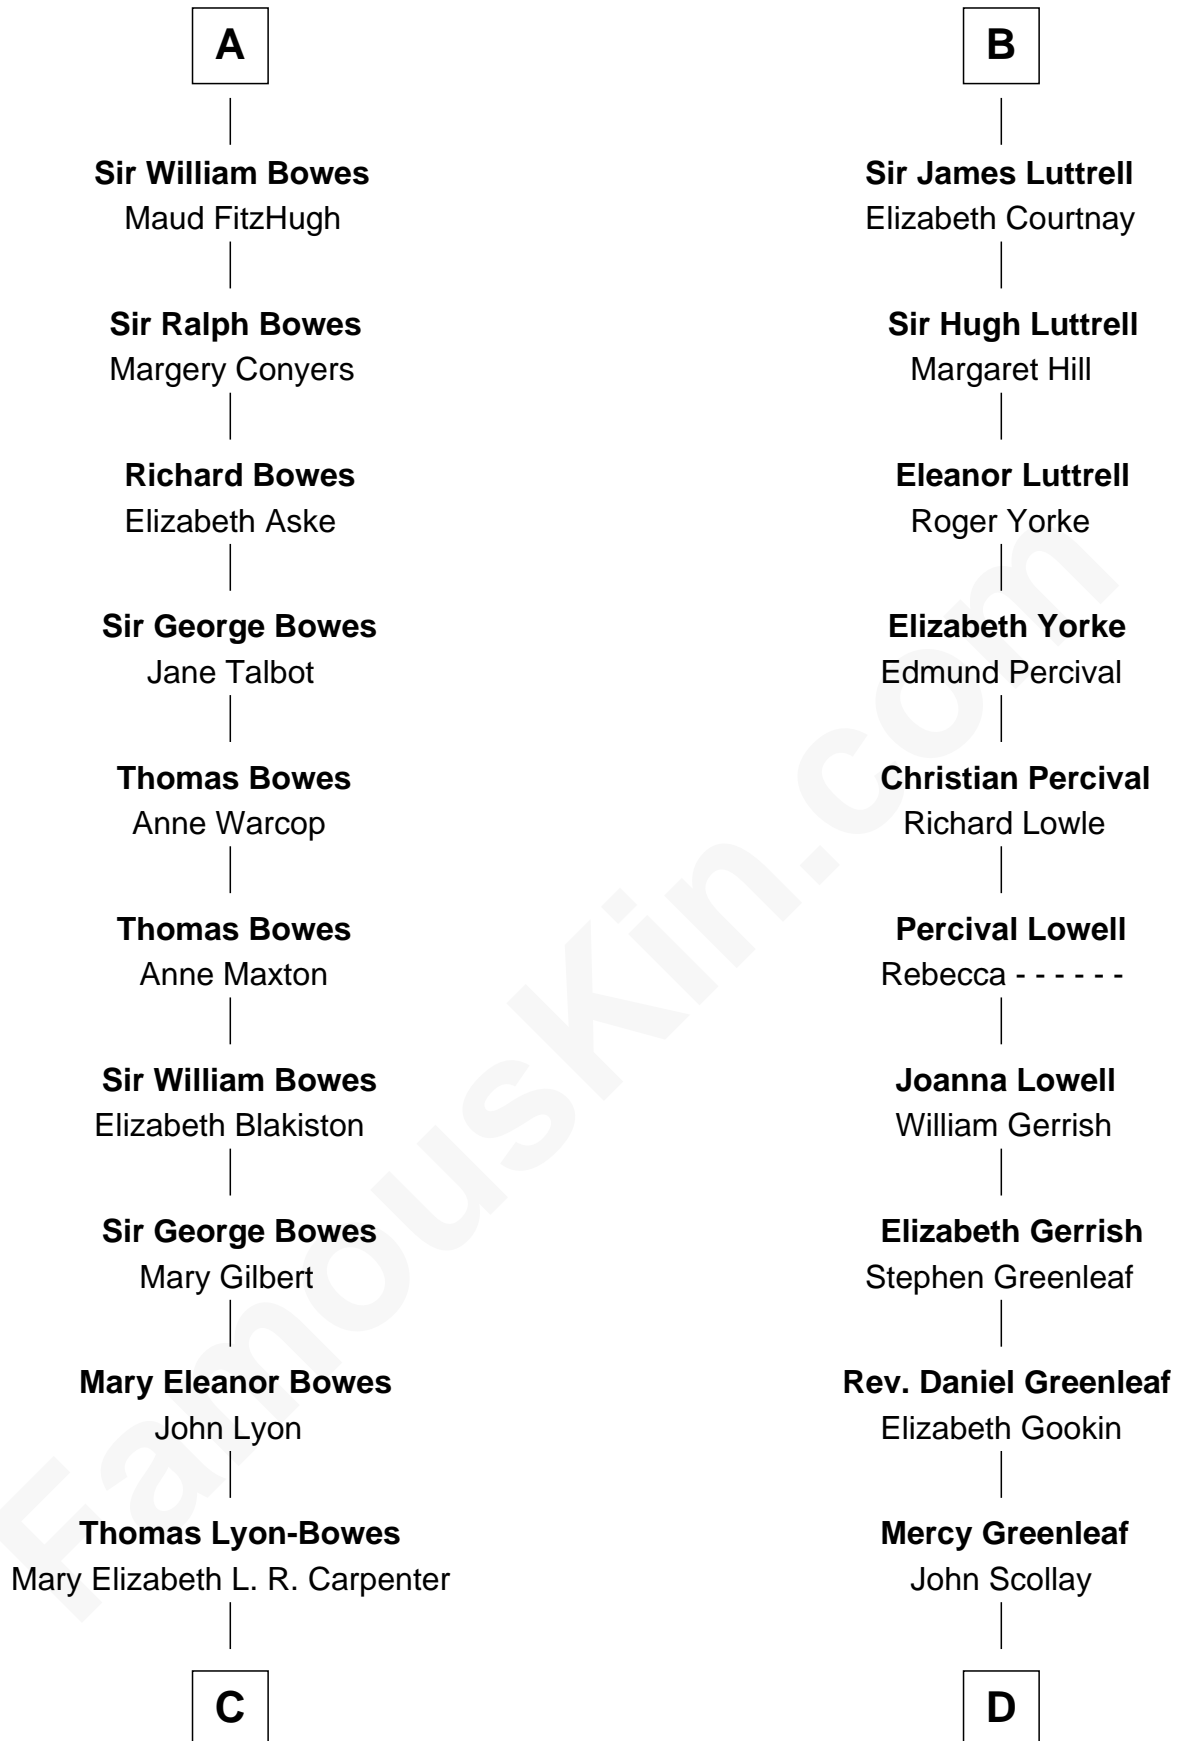 A
Sir William Bowes
Maud FitzHugh
Sir Ralph Bowes
Margery Conyers
Richard Bowes
Elizabeth Aske
Sir George Bowes
Jane Talbot
Thomas Bowes
Anne Warcop
Thomas Bowes
Anne Maxton
Sir William Bowes
Elizabeth Blakiston
Sir George Bowes
Mary Gilbert
Mary Eleanor Bowes
John Lyon
Thomas Lyon-Bowes
Mary Elizabeth L. R. Carpenter
C
B
Sir James Luttrell
Elizabeth Courtnay
Sir Hugh Luttrell
Margaret Hill
Eleanor Luttrell
Roger Yorke
Elizabeth Yorke
Edmund Percival
Christian Percival
Richard Lowle
Percival Lowell
Rebecca - - - - - -
Joanna Lowell
William Gerrish
Elizabeth Gerrish
Stephen Greenleaf
Rev. Daniel Greenleaf
Elizabeth Gookin
Mercy Greenleaf
John Scollay
D
FamousKin.com